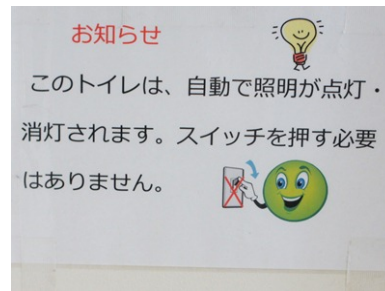 お知らせ
このトイレは、自動で照明が点灯・
消灯されます。スイッチを押す必要
はありません。